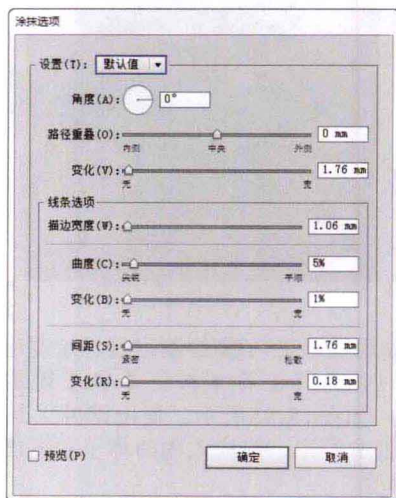 涂抹选项
设置(T): 默认值
角度(A): 0°
路径重叠(O): 0 mm
内侧 中央 外侧
变化(V): 1.76 mm
无 宽
线条选项
描边宽度(W): 1.06 mm
曲度(C): 5%
尖锐 平顺
变化(B): 1%
无 宽
间距(S): 1.76 mm
紧密 松散
变化(R): 0.18 mm
无 宽
预览(P) 确定 取消